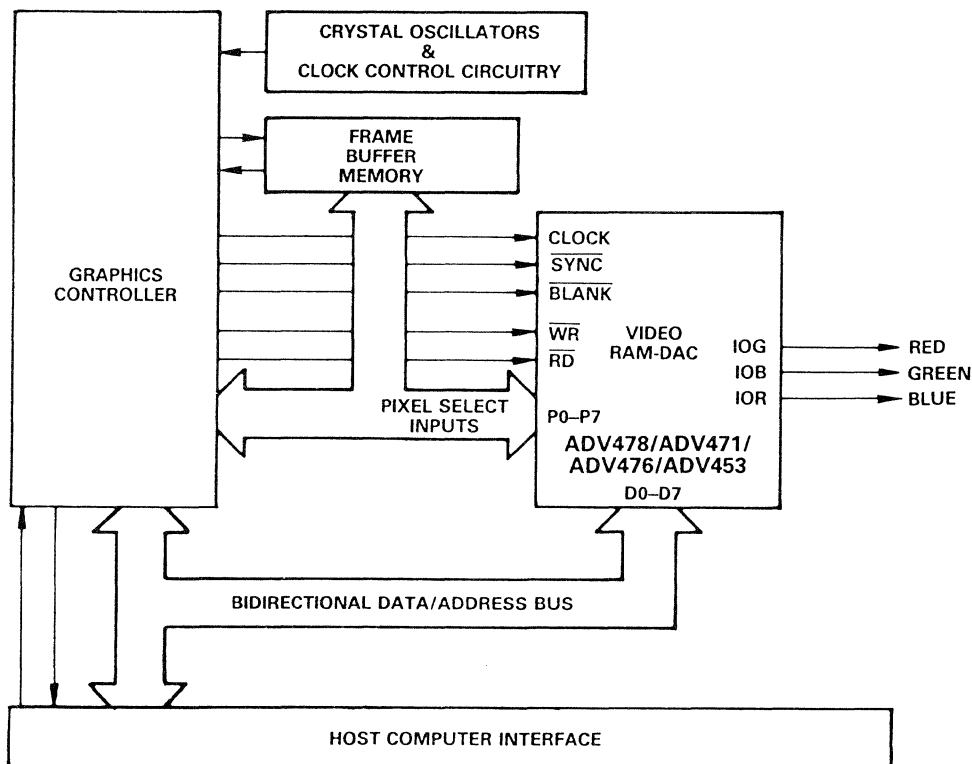 CRYSTAL OSCILLATORS
&
CLOCK CONTROL CIRCUITRY
FRAME
BUFFER
MEMORY
GRAPHICS
CONTROLLER
CLOCK
SYNC
BLANK
WR
RD
VIDEO
RAM-DAC
IOG
IOB
IOR
RED
GREEN
BLUE
PIXEL SELECT
INPUTS
P0–P7
ADV478/ADV471/
ADV476/ADV453
D0–D7
BIDIRECTIONAL DATA/ADDRESS BUS
HOST COMPUTER INTERFACE